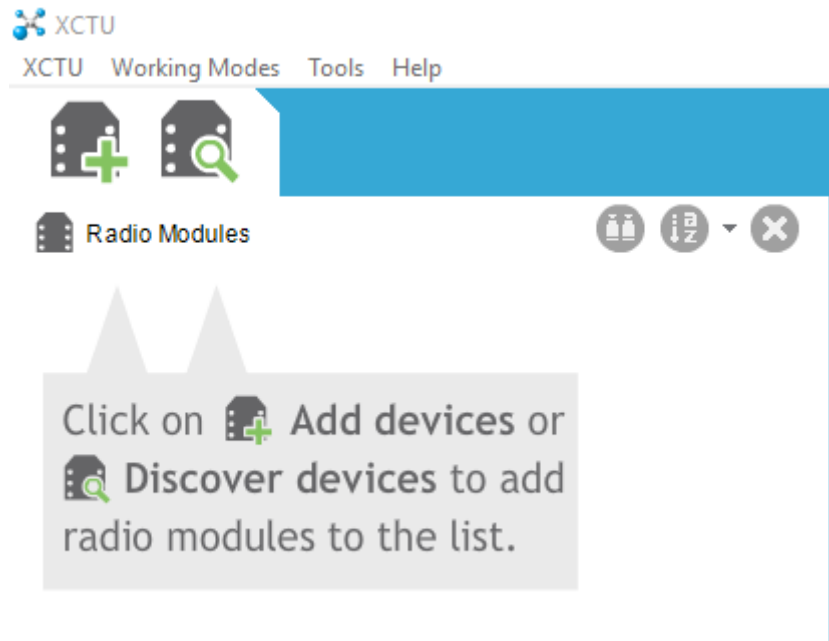 XCTU
XCTU Working Modes Tools Help
Radio Modules
Click on Add devices or
Discover devices to add
radio modules to the list.